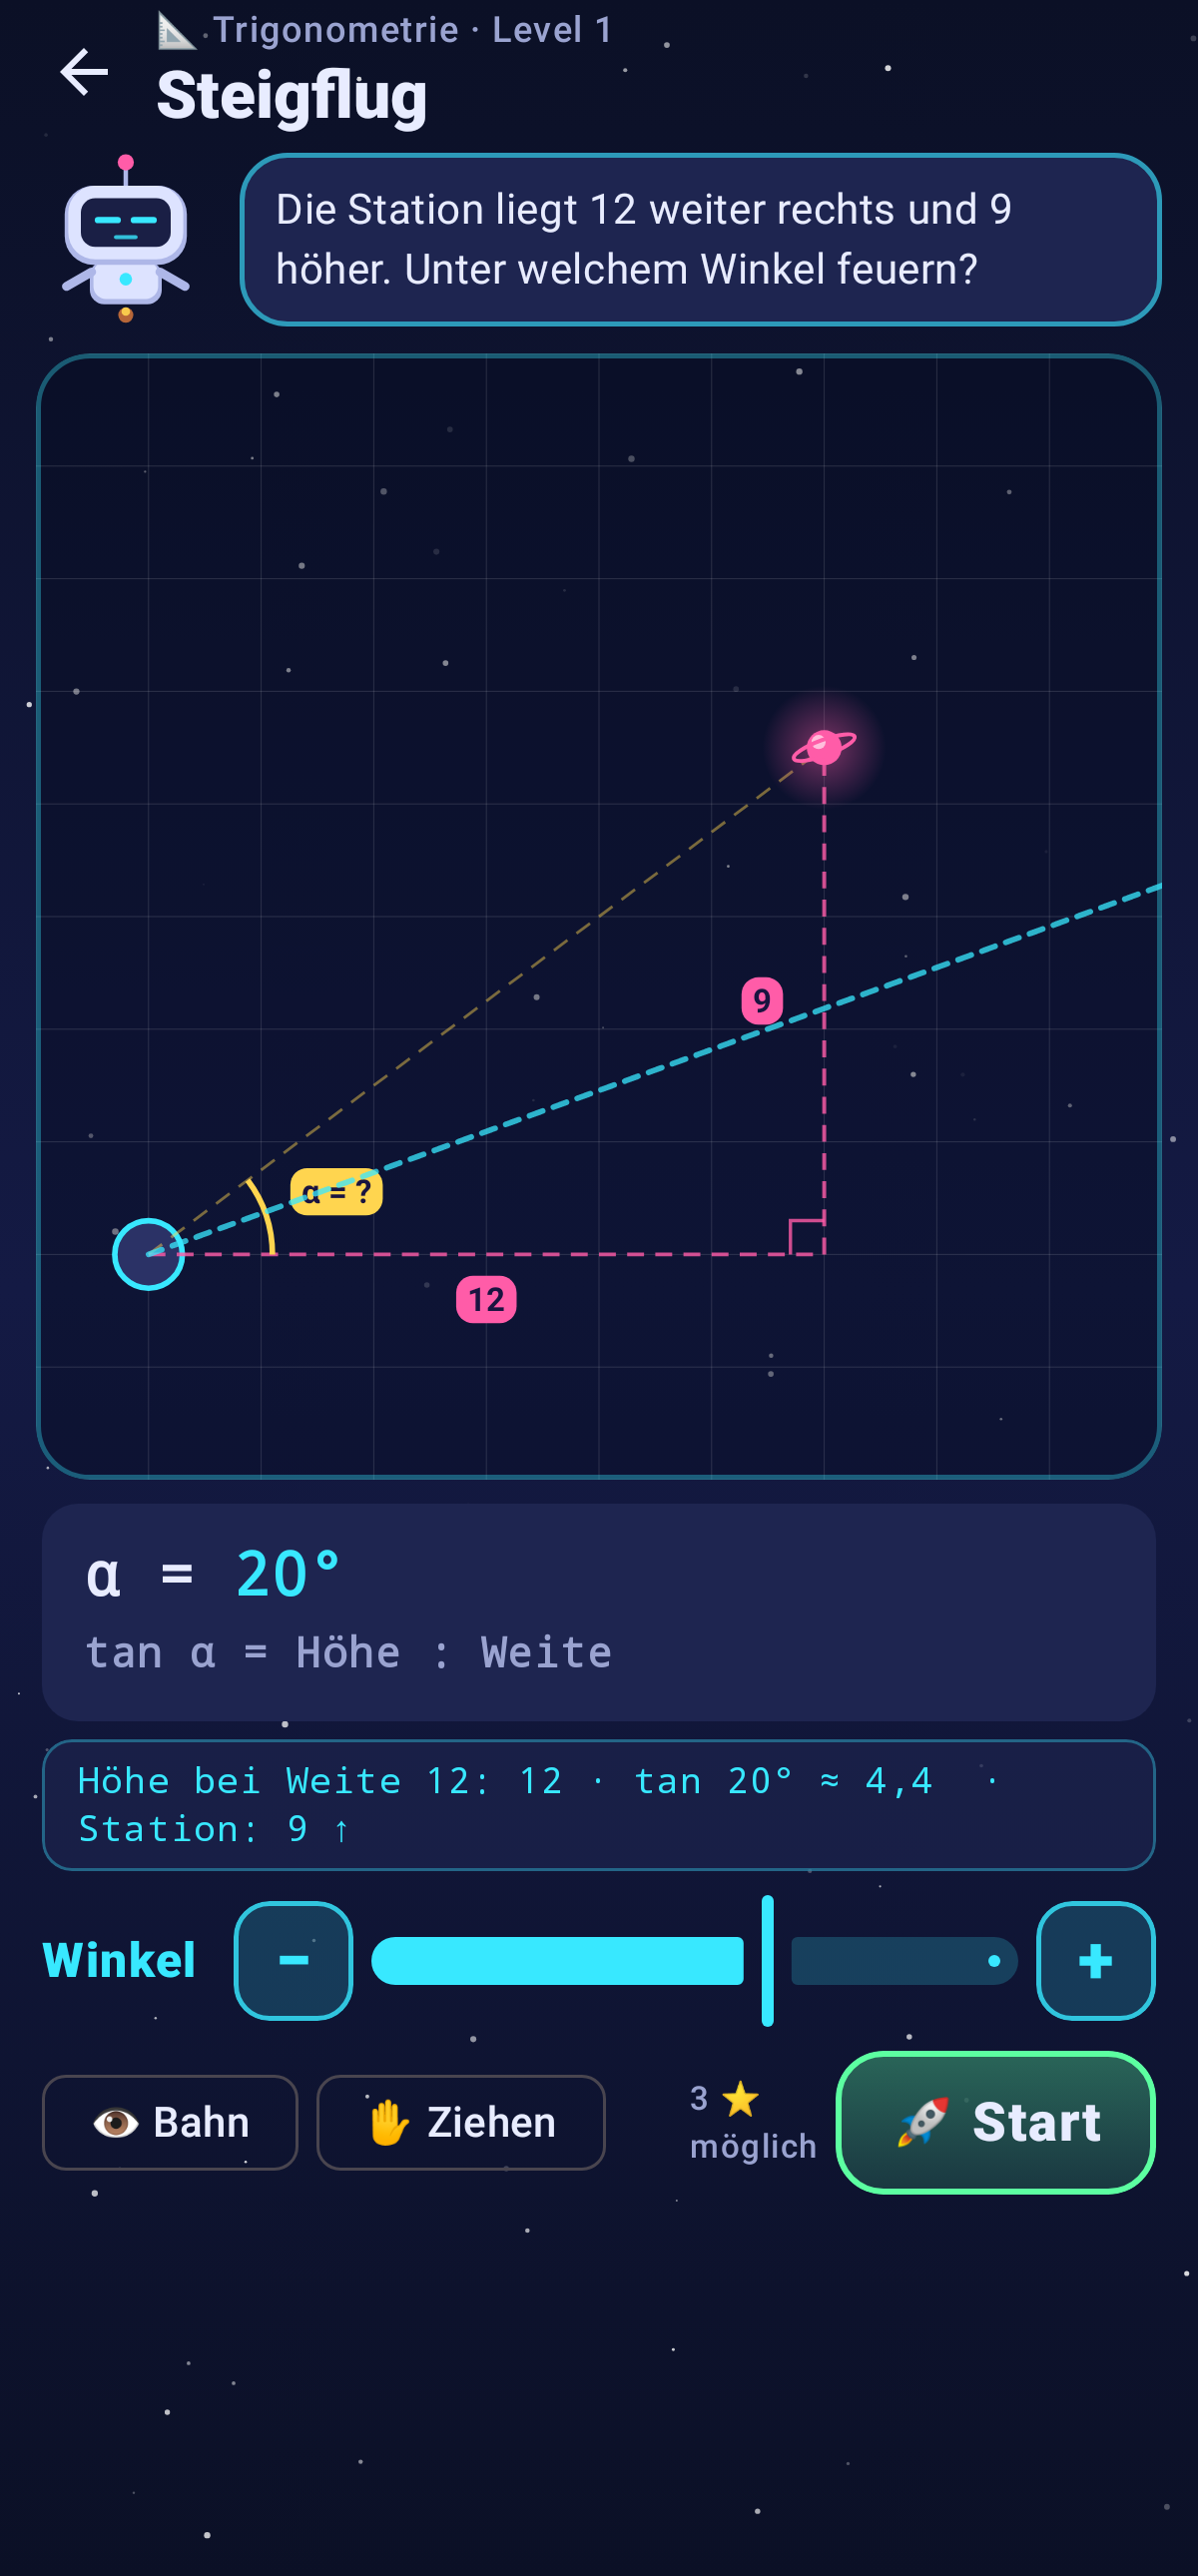 📐 Trigonometrie · Level 1
Steigflug
Die Station liegt 12 weiter rechts und 9
höher. Unter welchem Winkel feuern?
9
α = ?
12
α = 20°
tan α = Höhe : Weite
Höhe bei Weite 12: 12 · tan 20° ≈ 4,4 ·
Station: 9 ↑
Winkel
−
+
👁️ Bahn
✋ Ziehen
3 ⭐
möglich
🚀 Start